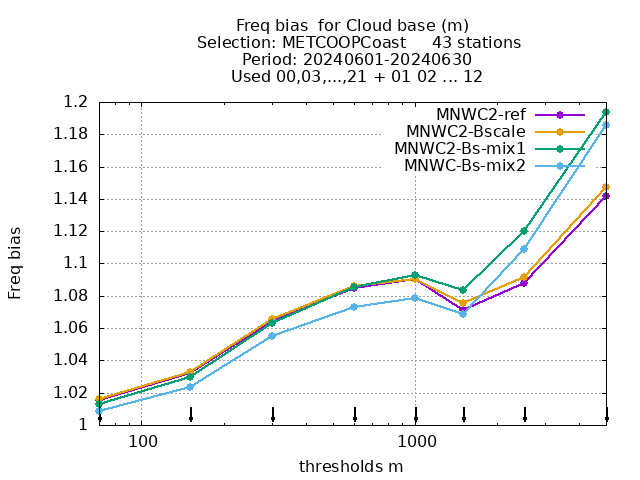 Freq bias  for Cloud base (m)
Selection: METCOOPCoast     43 stations
Period: 20240601-20240630
Used 00,03,...,21 + 01 02 ... 12
MNWC2-ref
MNWC2-Bscale
MNWC2-Bs-mix1
MNWC-Bs-mix2
1.2
1.18
1.16
1.14
1.12
1.1
1.08
1.06
1.04
1.02
1
Freq bias
100
1000
thresholds m